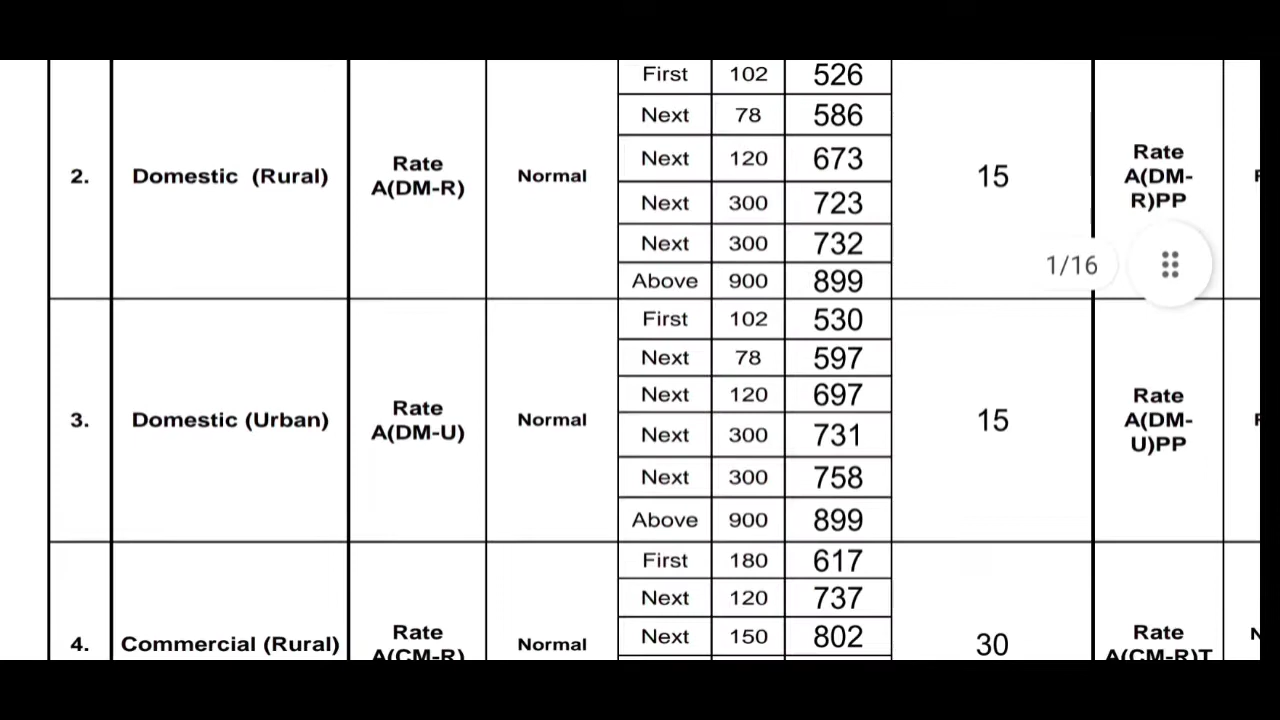 First 102 526
Next 78 586
Next 120 673
2. Domestic (Rural) Rate A(DM-R) Normal 15 Rate A(DM-R)PP
Next 300 723
Next 300 732
1/16
Above 900 899
First 102 530
Next 78 597
Next 120 697
3. Domestic (Urban) Rate A(DM-U) Normal 15 Rate A(DM-U)PP
Next 300 731
Next 300 758
Above 900 899
First 180 617
Next 120 737
Next 150 802
4. Commercial (Rural) Rate A(CM-R) Normal 30 Rate A(CM-R)T